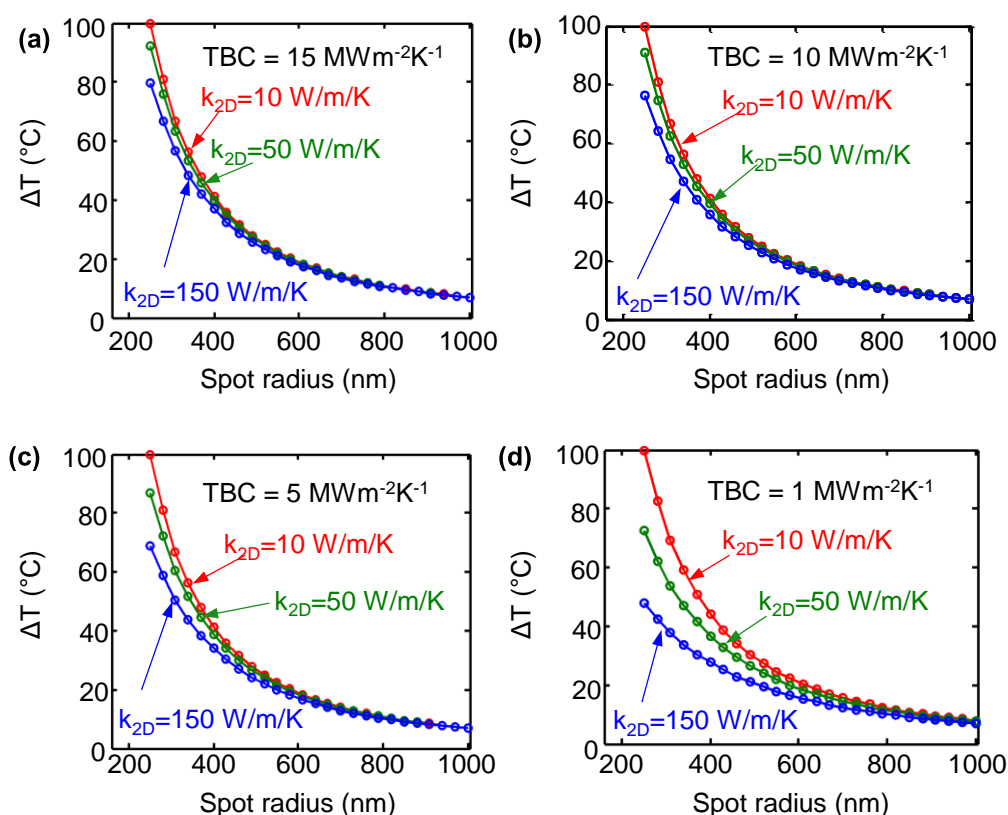 (a)
TBC = 15 MWm⁻²K⁻¹
k₂D=10 W/m/K
k₂D=50 W/m/K
k₂D=150 W/m/K
ΔT (°C)
100
80
60
40
20
0
200 400 600 800 1000
Spot radius (nm)
(b)
TBC = 10 MWm⁻²K⁻¹
k₂D=10 W/m/K
k₂D=50 W/m/K
k₂D=150 W/m/K
ΔT (°C)
100
80
60
40
20
0
200 400 600 800 1000
Spot radius (nm)
(c)
TBC = 5 MWm⁻²K⁻¹
k₂D=10 W/m/K
k₂D=50 W/m/K
k₂D=150 W/m/K
ΔT (°C)
100
80
60
40
20
0
200 400 600 800 1000
Spot radius (nm)
(d)
TBC = 1 MWm⁻²K⁻¹
k₂D=10 W/m/K
k₂D=50 W/m/K
k₂D=150 W/m/K
ΔT (°C)
100
80
60
40
20
0
200 400 600 800 1000
Spot radius (nm)